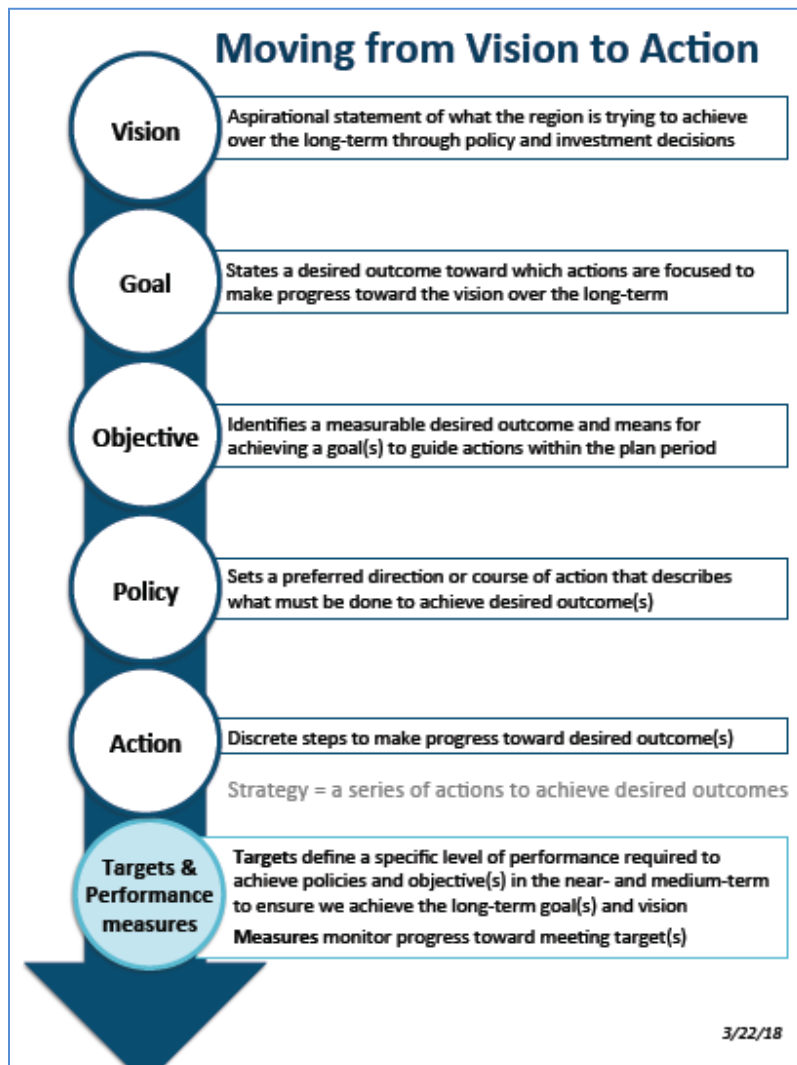 Moving from Vision to Action
Vision
Aspirational statement of what the region is trying to achieve
over the long-term through policy and investment decisions
Goal
States a desired outcome toward which actions are focused to
make progress toward the vision over the long-term
Objective
Identifies a measurable desired outcome and means for
achieving a goal(s) to guide actions within the plan period
Policy
Sets a preferred direction or course of action that describes
what must be done to achieve desired outcome(s)
Action
Discrete steps to make progress toward desired outcome(s)
Strategy = a series of actions to achieve desired outcomes
Targets &
Performance
measures
Targets define a specific level of performance required to
achieve policies and objective(s) in the near- and medium-term
to ensure we achieve the long-term goal(s) and vision
Measures monitor progress toward meeting target(s)
3/22/18